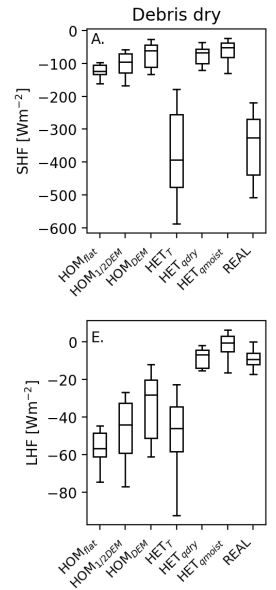 Debris dry
A.
SHF [Wm⁻²]
0
−100
−200
−300
−400
−500
−600
HOM_flat
HOM_1/2DEM
HOM_DEM
HET_T
HET_qdry
HET_qmoist
REAL
E.
LHF [Wm⁻²]
0
−20
−40
−60
−80
HOM_flat
HOM_1/2DEM
HOM_DEM
HET_T
HET_qdry
HET_qmoist
REAL